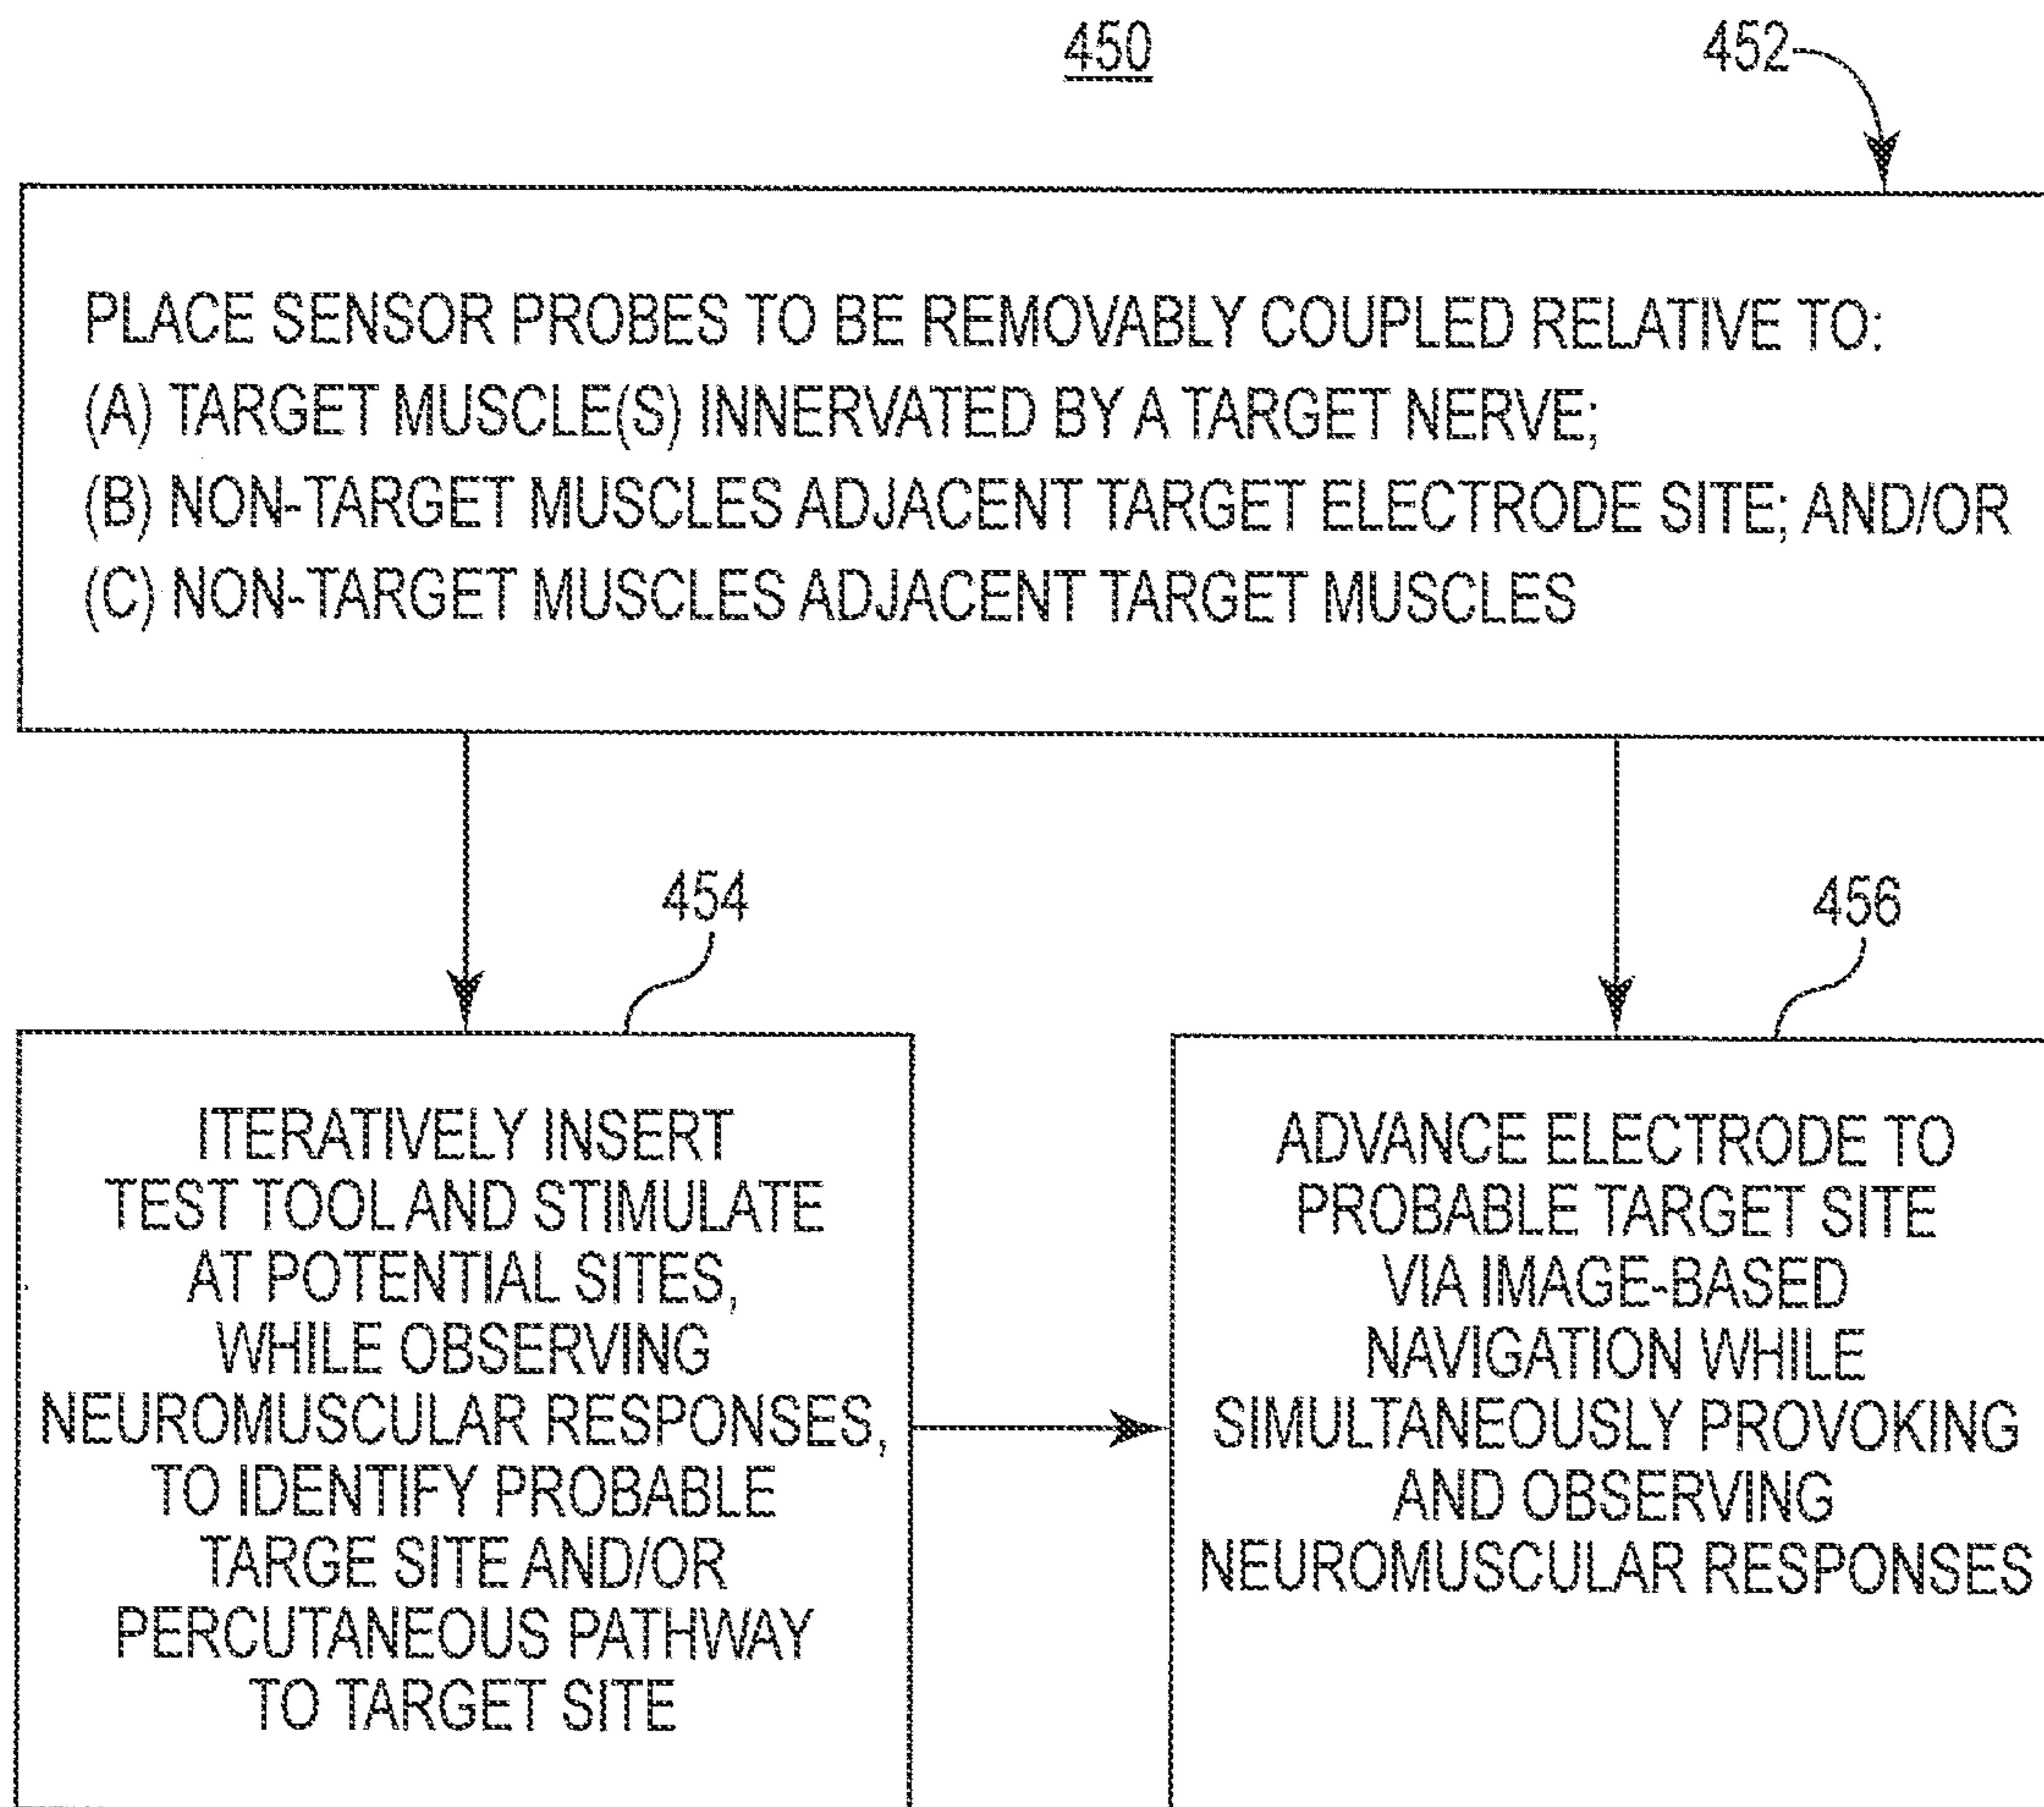 450
452
PLACE SENSOR PROBES TO BE REMOVABLY COUPLED RELATIVE TO:
(A) TARGET MUSCLE(S) INNERVATED BY A TARGET NERVE;
(B) NON-TARGET MUSCLES ADJACENT TARGET ELECTRODE SITE; AND/OR
(C) NON-TARGET MUSCLES ADJACENT TARGET MUSCLES
454
ITERATIVELY INSERT
TEST TOOL AND STIMULATE
AT POTENTIAL SITES,
WHILE OBSERVING
NEUROMUSCULAR RESPONSES,
TO IDENTIFY PROBABLE
TARGE SITE AND/OR
PERCUTANEOUS PATHWAY
TO TARGET SITE
456
ADVANCE ELECTRODE TO
PROBABLE TARGET SITE
VIA IMAGE-BASED
NAVIGATION WHILE
SIMULTANEOUSLY PROVOKING
AND OBSERVING
NEUROMUSCULAR RESPONSES